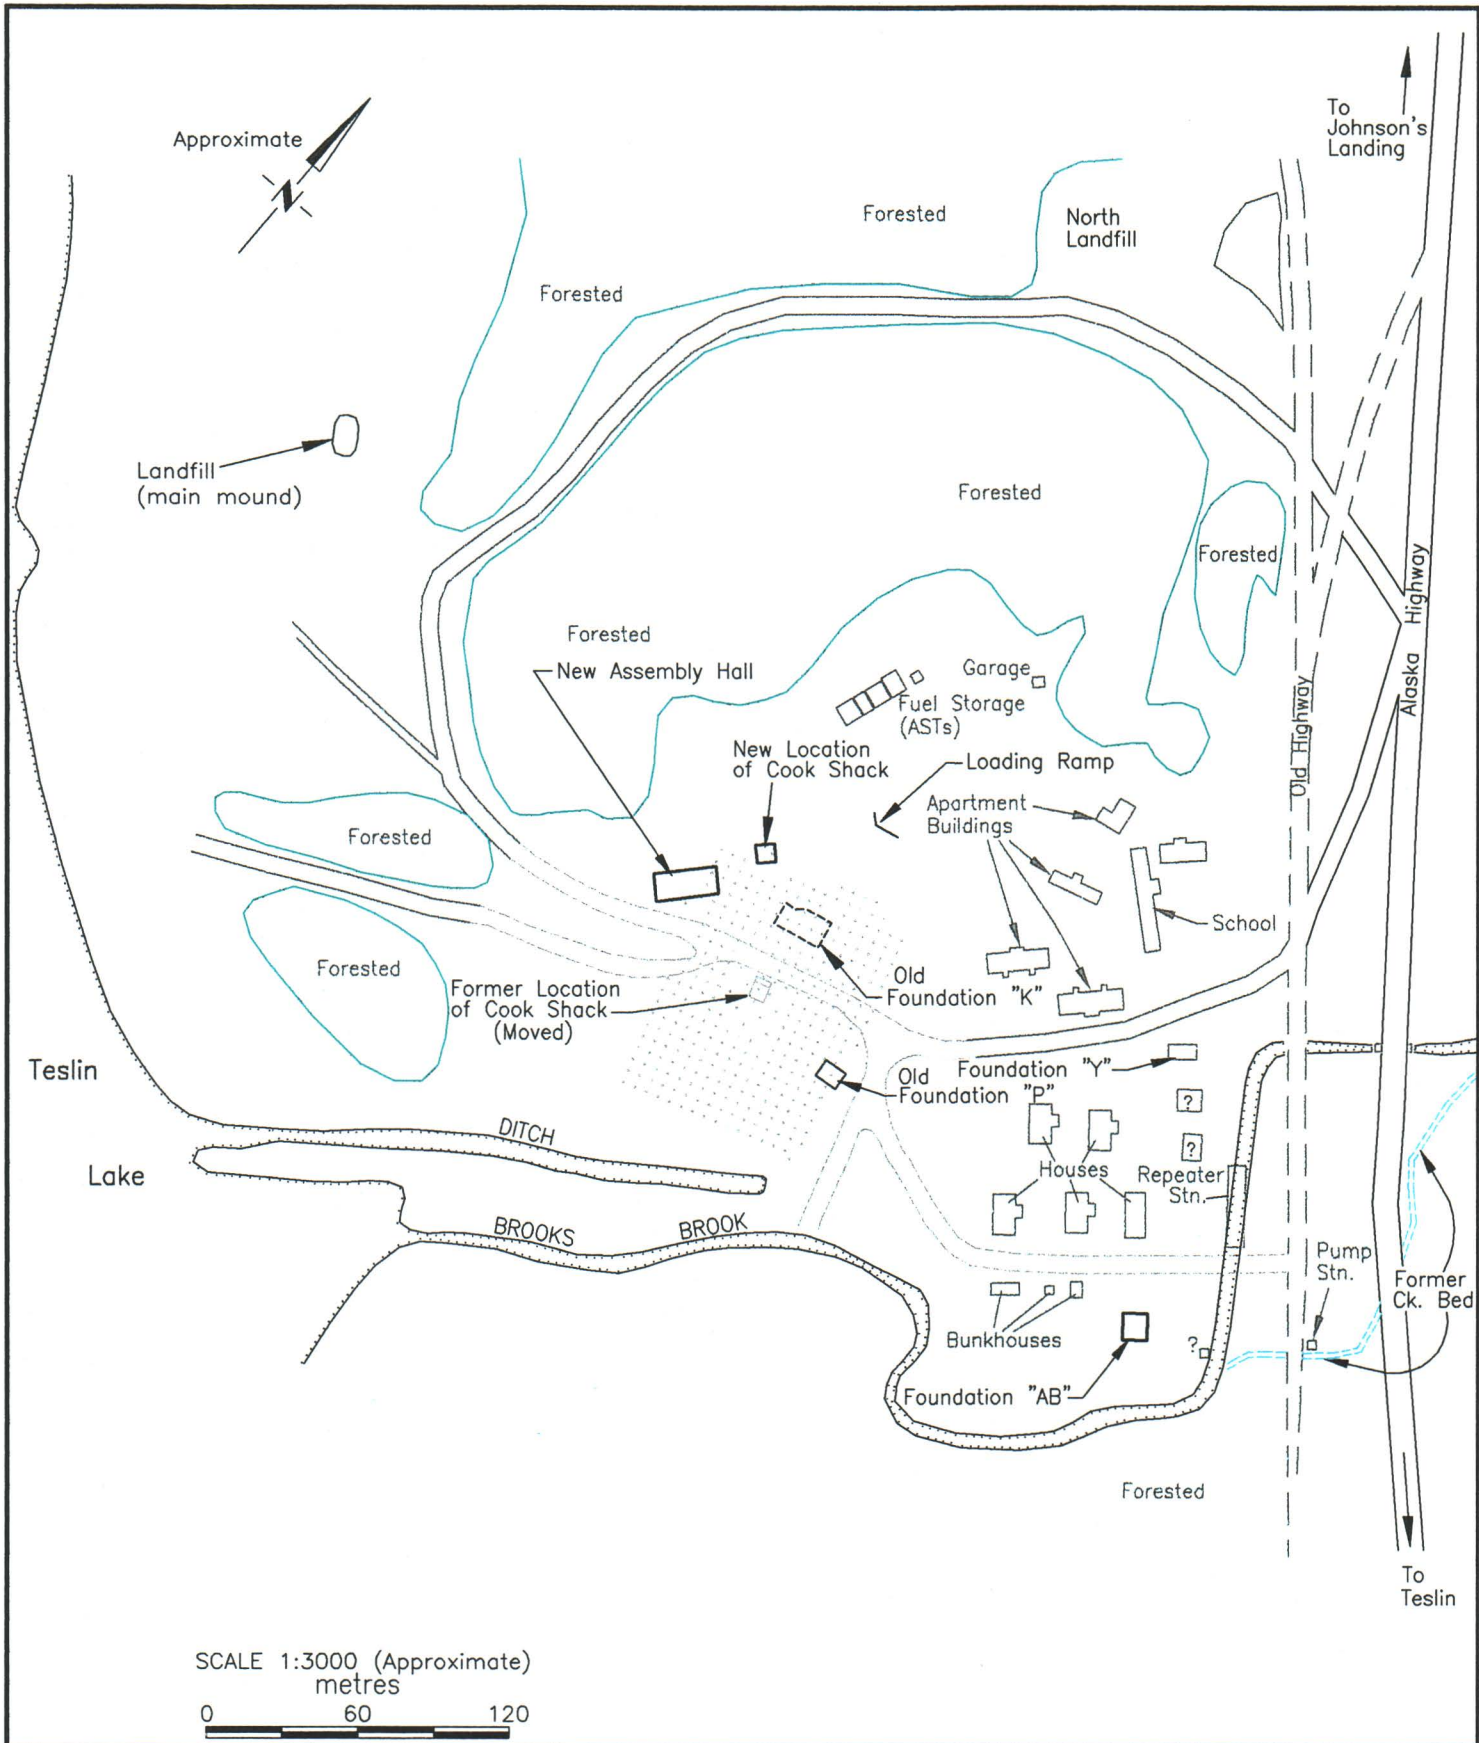 To
Johnson's
Landing
Approximate
N
Forested
North
Landfill
Forested
Landfill
(main mound)
Forested
Forested
Alaska Highway
Old Highway
Forested
New Assembly Hall
Garage
Fuel Storage
(ASTs)
New Location
of Cook Shack
Loading Ramp
Apartment
Buildings
Forested
School
Forested
Old
Foundation "K"
Former Location
of Cook Shack
(Moved)
Teslin
Lake
Old
Foundation "P"
Foundation "Y"
?
?
DITCH
Houses
Repeater
Stn.
BROOKS BROOK
Pump
Stn.
Former
Ck. Bed
Bunkhouses
?
Foundation "AB"
Forested
To
Teslin
SCALE 1:3000 (Approximate)
metres
0 60 120